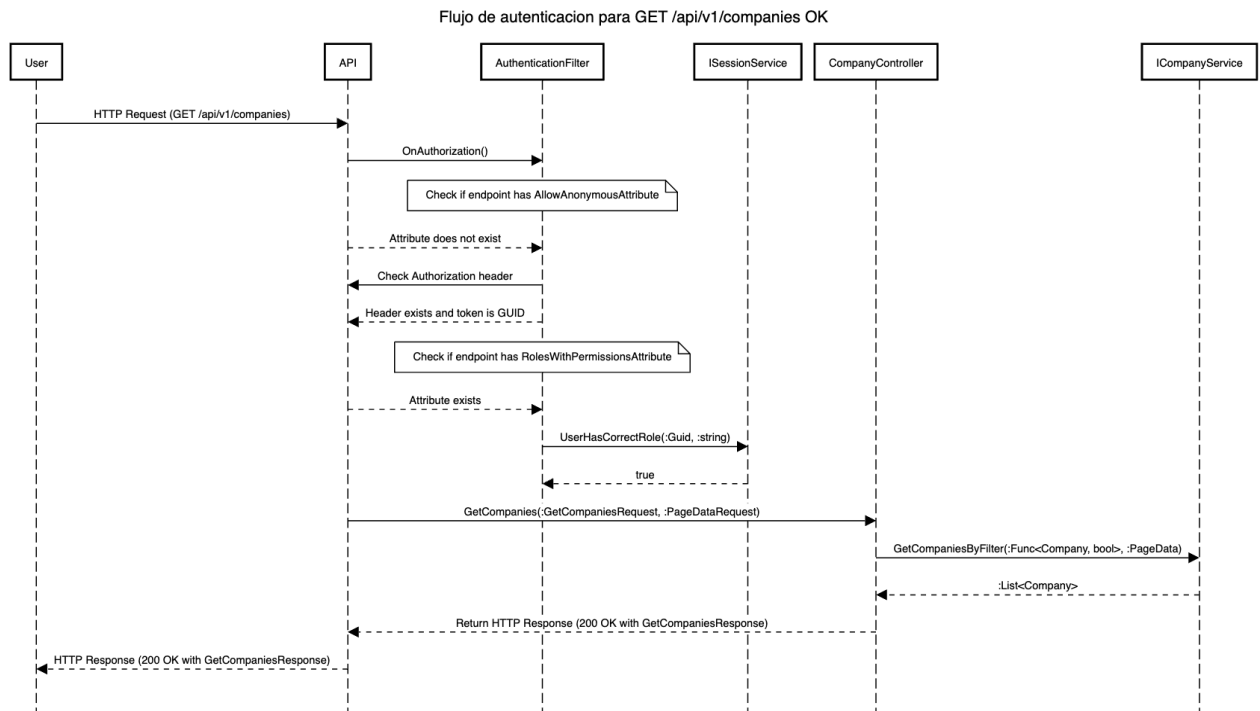 Flujo de autenticacion para GET /api/v1/companies OK
User
API
AuthenticationFilter
ISessionService
CompanyController
ICompanyService
HTTP Request (GET /api/v1/companies)
OnAuthorization()
Check if endpoint has AllowAnonymousAttribute
Attribute does not exist
Check Authorization header
Header exists and token is GUID
Check if endpoint has RolesWithPermissionsAttribute
Attribute exists
UserHasCorrectRole(:Guid, :string)
true
GetCompanies(:GetCompaniesRequest, :PageDataRequest)
GetCompaniesByFilter(:Func<Company, bool>, :PageData)
:List<Company>
Return HTTP Response (200 OK with GetCompaniesResponse)
HTTP Response (200 OK with GetCompaniesResponse)